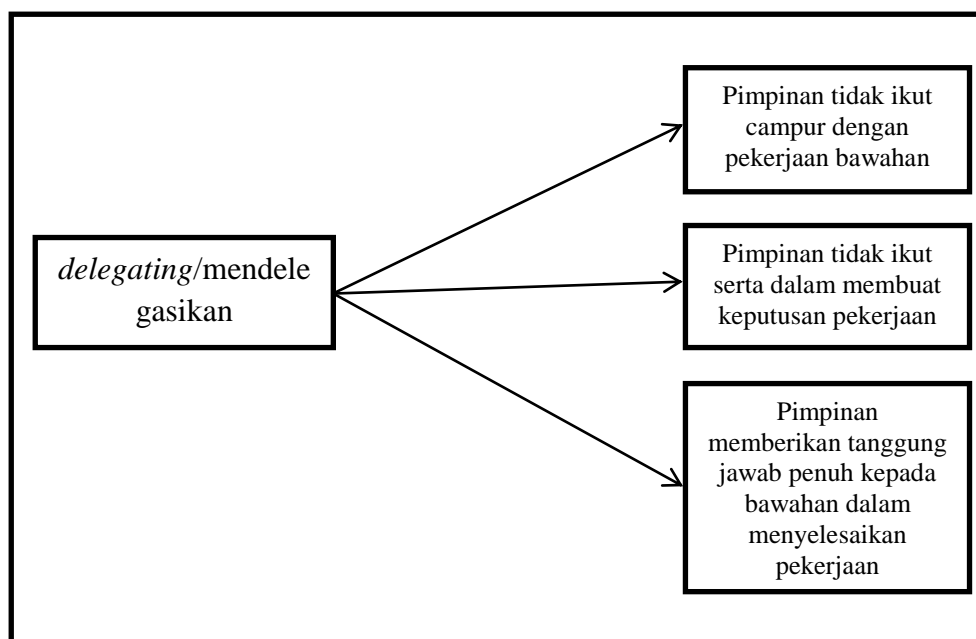 Pimpinan tidak ikut
campur dengan
pekerjaan bawahan
delegating/mendele
gasikan
Pimpinan tidak ikut
serta dalam membuat
keputusan pekerjaan
Pimpinan
memberikan tanggung
jawab penuh kepada
bawahan dalam
menyelesaikan
pekerjaan